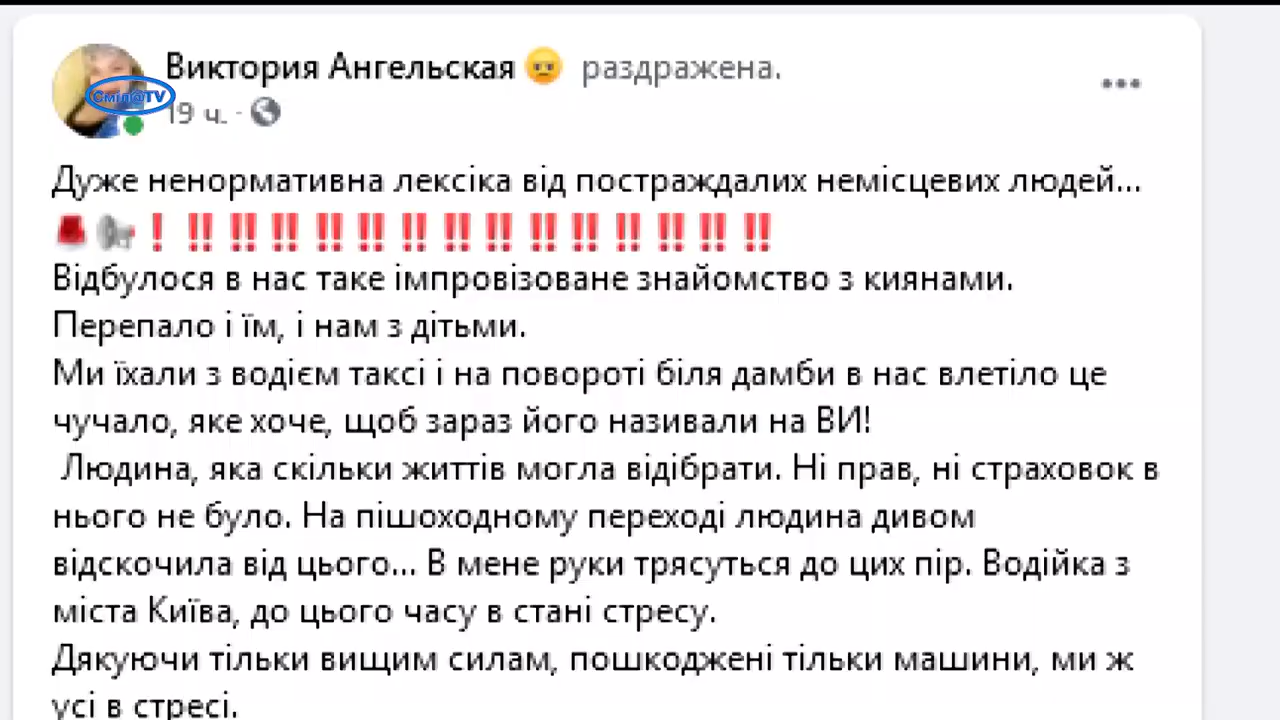 Виктория Ангельская 😠 раздражена.
Сміл@TV
19 ч. ·
Дуже ненормативна лексіка від постраждалих немісцевих людей...
❗ ‼ ‼ ‼ ‼ ‼ ‼ ‼ ‼ ‼ ‼ ‼ ‼ ‼ ‼
Відбулося в нас таке імпровізоване знайомство з киянами.
Перепало і їм, і нам з дітьми.
Ми їхали з водієм таксі і на повороті біля дамби в нас влетіло це
чучало, яке хоче, щоб зараз його називали на ВИ!
Людина, яка скільки життів могла відібрати. Ні прав, ні страховок в
нього не було. На пішоходному переході людина дивом
відскочила від цього... В мене руки трясуться до цих пір. Водійка з
міста Київа, до цього часу в стані стресу.
Дякуючи тільки вищим силам, пошкоджені тільки машини, ми ж
усі в стресі.